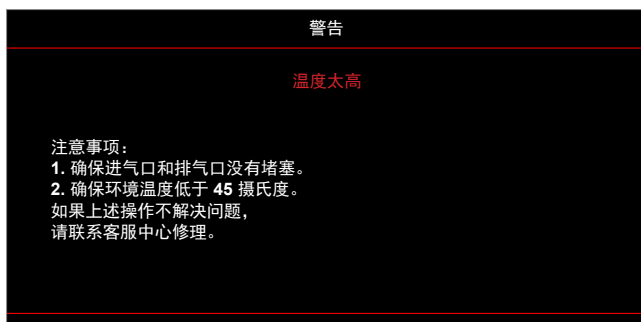 警告
温度太高
注意事项:
1. 确保进气口和排气口没有堵塞。
2. 确保环境温度低于 45 摄氏度。
如果上述操作不解决问题，
请联系客服中心修理。